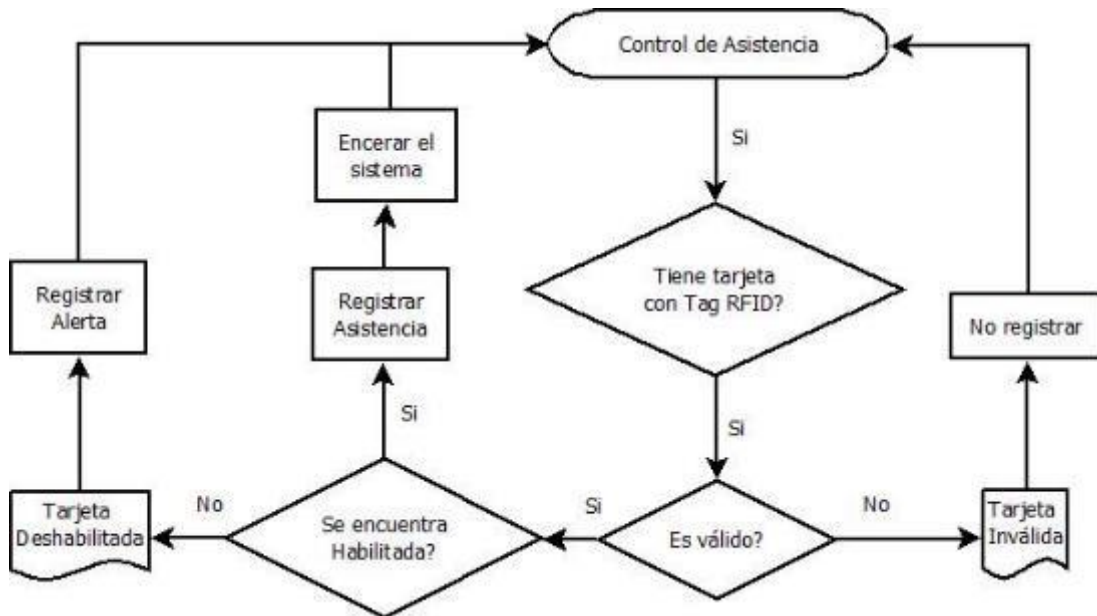 Control de Asistencia
Si
Encerar el
sistema
Tiene tarjeta
con Tag RFID?
Registrar
Alerta
Registrar
Asistencia
No registrar
Si
Si
Tarjeta
Deshabilitada
No
Se encuentra
Habilitada?
Si
Es válido?
No
Tarjeta
Inválida